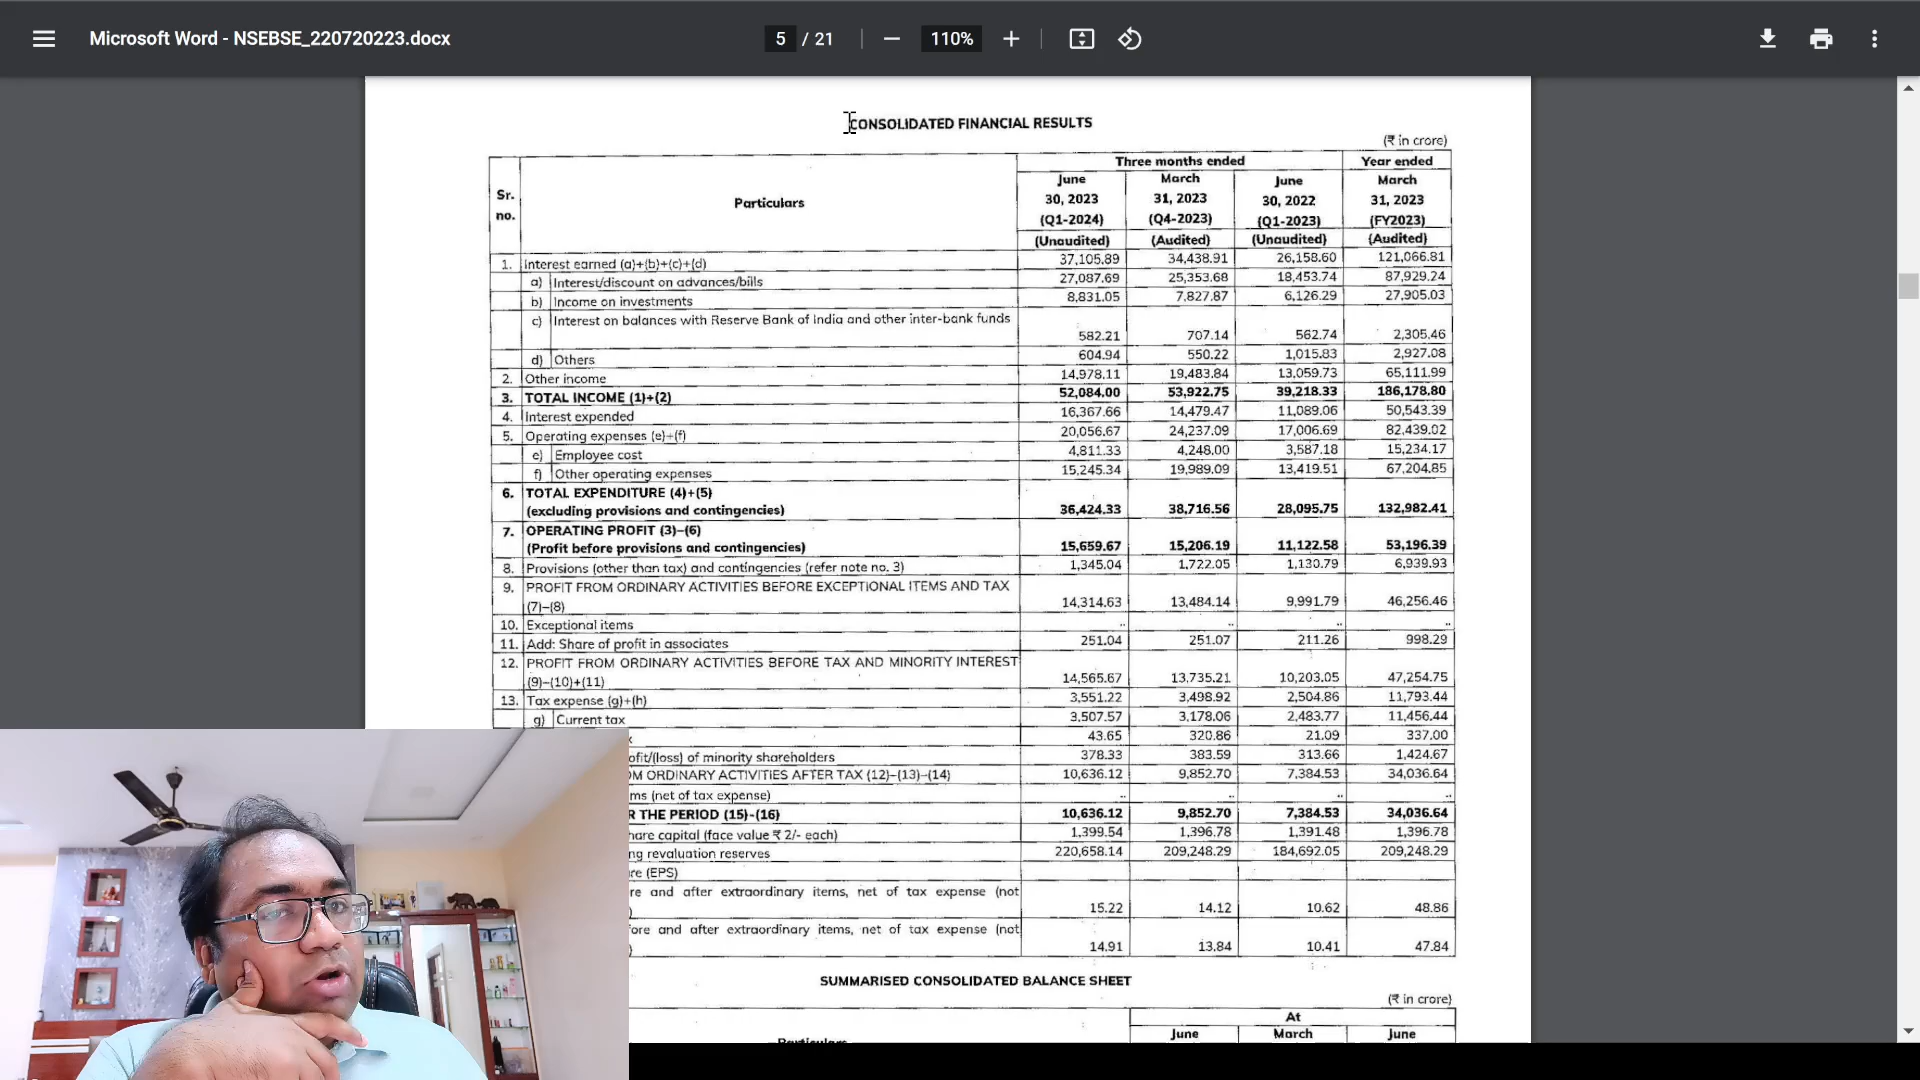 Microsoft Word - NSEBSE_220720223.docx
5 / 21
110%
CONSOLIDATED FINANCIAL RESULTS
(₹ in crore)
Sr. no. Particulars Three months ended Year ended
June 30, 2023 (Q1-2024) March 31, 2023 (Q4-2023) June 30, 2022 (Q1-2023) March 31, 2023 (FY2023)
(Unaudited) (Audited) (Unaudited) (Audited)
1. Interest earned (a)+(b)+(c)+(d) 37,105.89 34,438.91 26,158.60 121,066.81
a) Interest/discount on advances/bills 27,087.69 25,353.68 18,453.74 87,929.24
b) Income on investments 8,831.05 7,827.87 6,126.29 27,905.03
c) Interest on balances with Reserve Bank of India and other inter-bank funds 582.21 707.14 562.74 2,305.46
d) Others 604.94 550.22 1,015.83 2,927.08
2. Other income 14,978.11 19,483.84 13,059.73 65,111.99
3. TOTAL INCOME (1)+(2) 52,084.00 53,922.75 39,218.33 186,178.80
4. Interest expended 16,367.66 14,479.47 11,089.06 50,543.39
5. Operating expenses (e)+(f) 20,056.67 24,237.09 17,006.69 82,439.02
e) Employee cost 4,811.33 4,248.00 3,587.18 15,234.17
f) Other operating expenses 15,245.34 19,989.09 13,419.51 67,204.85
6. TOTAL EXPENDITURE (4)+(5)
(excluding provisions and contingencies) 36,424.33 38,716.56 28,095.75 132,982.41
7. OPERATING PROFIT (3)–(6)
(Profit before provisions and contingencies) 15,659.67 15,206.19 11,122.58 53,196.39
8. Provisions (other than tax) and contingencies (refer note no. 3) 1,345.04 1,722.05 1,130.79 6,939.93
9. PROFIT FROM ORDINARY ACTIVITIES BEFORE EXCEPTIONAL ITEMS AND TAX
(7)–(8) 14,314.63 13,484.14 9,991.79 46,256.46
10. Exceptional items .. .. .. ..
11. Add: Share of profit in associates 251.04 251.07 211.26 998.29
12. PROFIT FROM ORDINARY ACTIVITIES BEFORE TAX AND MINORITY INTEREST
(9)–(10)+(11) 14,565.67 13,735.21 10,203.05 47,254.75
13. Tax expense (g)+(h) 3,551.22 3,498.92 2,504.86 11,793.44
g) Current tax 3,507.57 3,178.06 2,483.77 11,456.44
x 43.65 320.86 21.09 337.00
ofit/(loss) of minority shareholders 378.33 383.59 313.66 1,424.67
OM ORDINARY ACTIVITIES AFTER TAX (12)–(13)–(14) 10,636.12 9,852.70 7,384.53 34,036.64
ms (net of tax expense) .. .. .. ..
R THE PERIOD (15)-(16) 10,636.12 9,852.70 7,384.53 34,036.64
hare capital (face value ₹ 2/- each) 1,399.54 1,396.78 1,391.48 1,396.78
ng revaluation reserves 220,658.14 209,248.29 184,692.05 209,248.29
re (EPS)
re and after extraordinary items, net of tax expense (not
) 15.22 14.12 10.62 48.86
fore and after extraordinary items, net of tax expense (not
) 14.91 13.84 10.41 47.84
SUMMARISED CONSOLIDATED BALANCE SHEET
(₹ in crore)
At
Particulars June March June